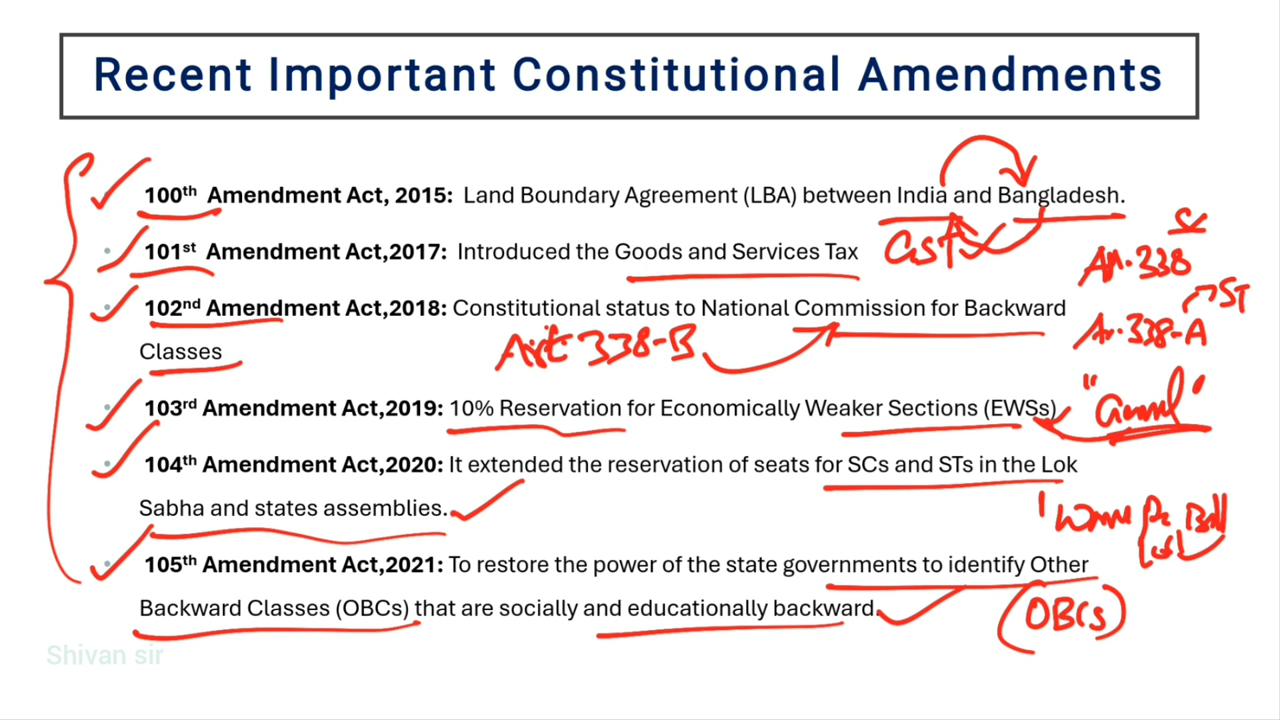 Recent Important Constitutional Amendments
100th Amendment Act, 2015: Land Boundary Agreement (LBA) between India and Bangladesh.
SC
101st Amendment Act,2017: Introduced the Goods and Services Tax
GST
Ar.338
ST
102nd Amendment Act,2018: Constitutional status to National Commission for Backward
Ar.338-A
Classes
Art 338-B
103rd Amendment Act,2019: 10% Reservation for Economically Weaker Sections (EWSs)
"General"
104th Amendment Act,2020: It extended the reservation of seats for SCs and STs in the Lok
Sabha and states assemblies.
105th Amendment Act,2021: To restore the power of the state governments to identify Other
Backward Classes (OBCs) that are socially and educationally backward.
(OBCs)
Shivan sir